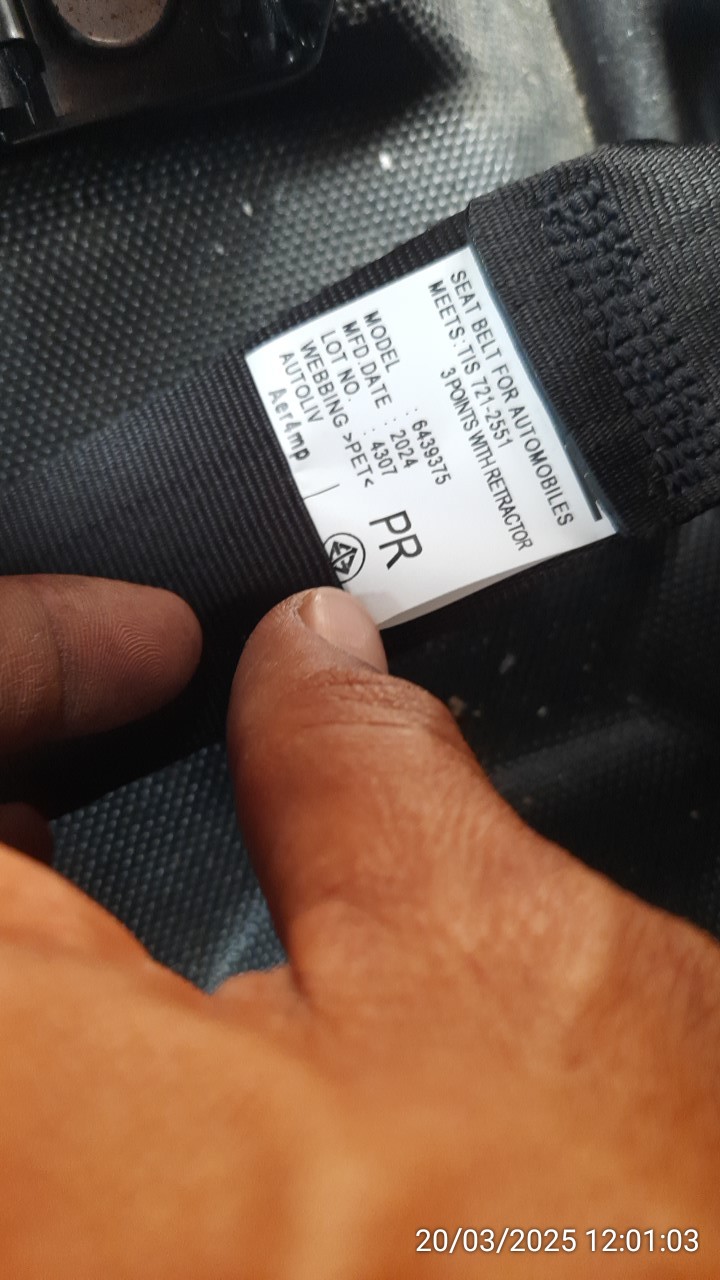 SEAT BELT FOR AUTOMOBILES
MEETS:TIS 721-2551
3 POINTS WITH RETRACTOR
MODEL : 6439375
MFD.DATE : 2024
LOT NO. : 4307
WEBBING >PET<
AUTOLIV
Aer4mp
PR
20/03/2025 12:01:03